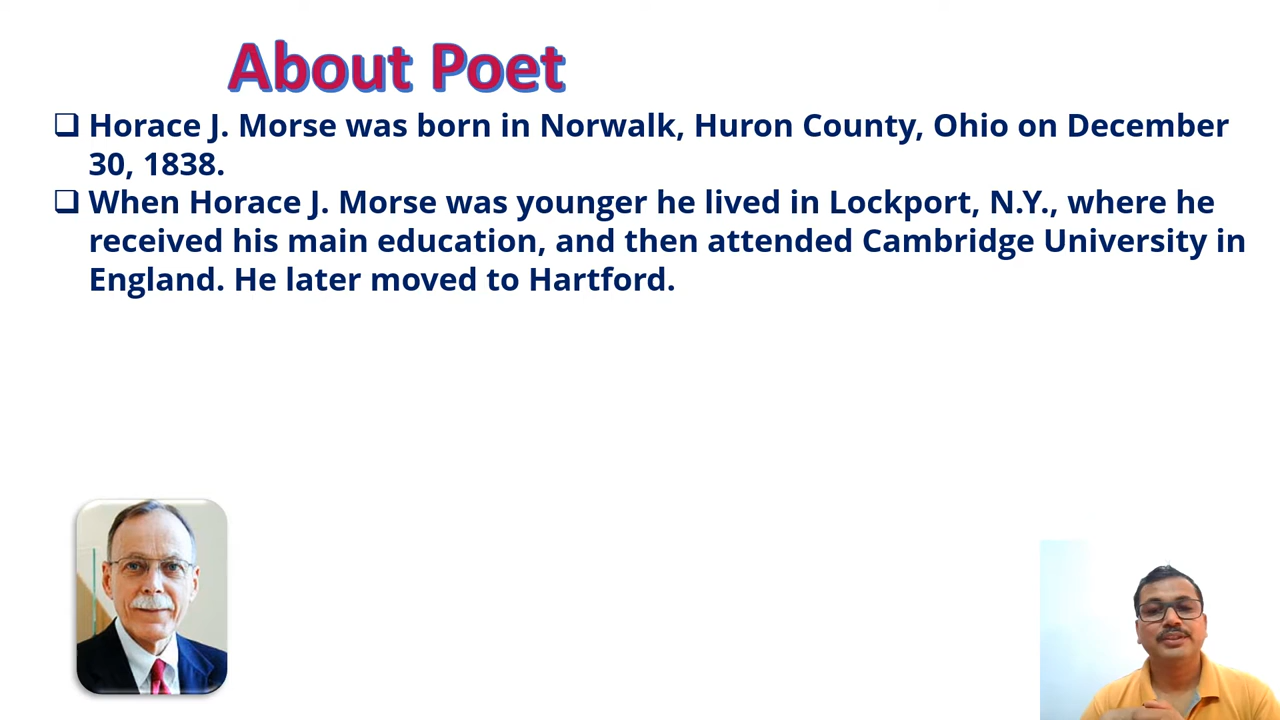 About Poet
❑ Horace J. Morse was born in Norwalk, Huron County, Ohio on December
30, 1838.
❑ When Horace J. Morse was younger he lived in Lockport, N.Y., where he
received his main education, and then attended Cambridge University in
England. He later moved to Hartford.